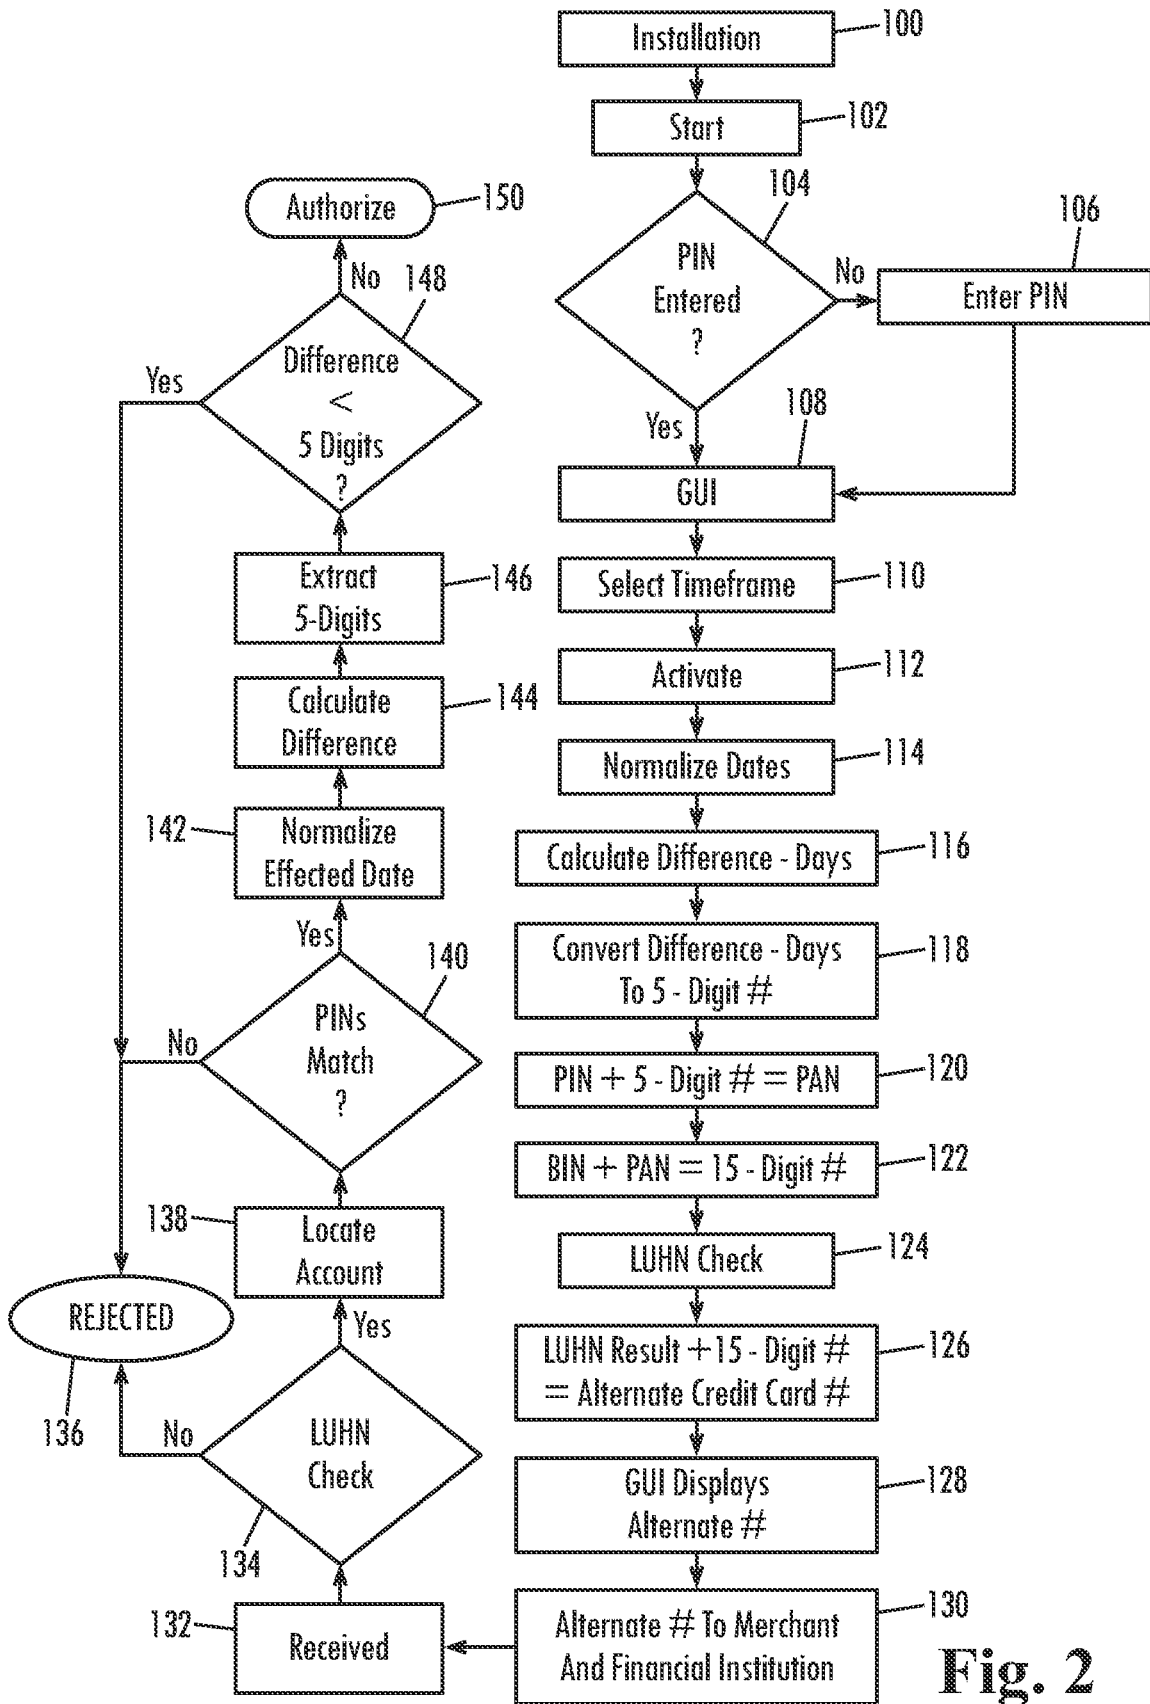 Installation
100
Start
102
PIN
Entered
?
104
No
Enter PIN
106
Yes
GUI
108
Select Timeframe
110
Activate
112
Normalize Dates
114
Calculate Difference - Days
116
Convert Difference - Days
To 5 - Digit #
118
PIN + 5 - Digit # = PAN
120
BIN + PAN = 15 - Digit #
122
LUHN Check
124
LUHN Result +15 - Digit #
= Alternate Credit Card #
126
GUI Displays
Alternate #
128
Alternate # To Merchant
And Financial Institution
130
Received
132
LUHN
Check
134
No
REJECTED
136
Yes
Locate
Account
138
PINs
Match
?
140
No
Yes
Normalize
Effected Date
142
Calculate
Difference
144
Extract
5-Digits
146
Difference
<
5 Digits
?
148
Yes
No
Authorize
150
Fig. 2